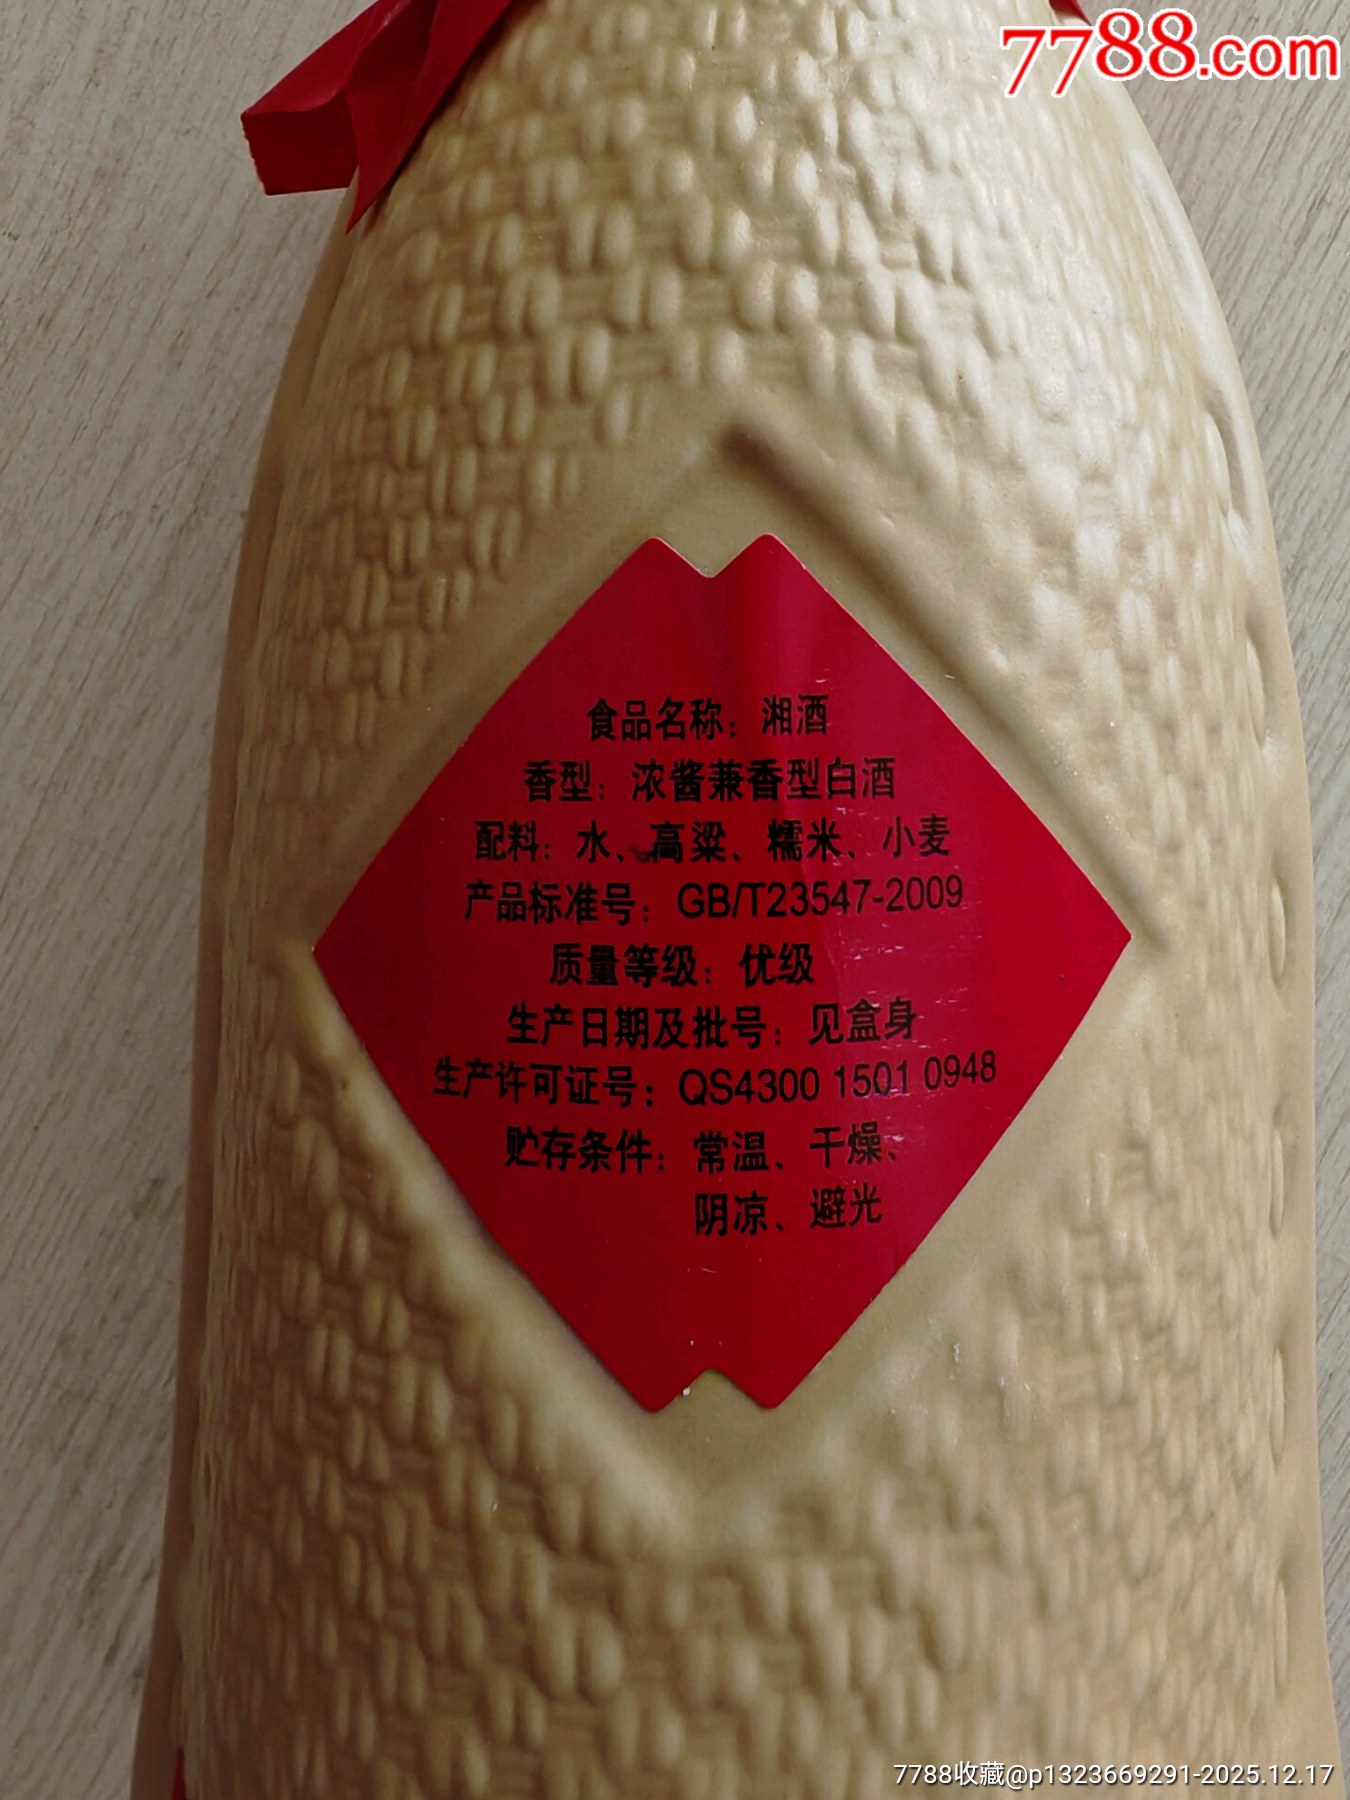 7788.com
食品名称：湘酒
香型：浓酱兼香型白酒
配料：水、高粱、糯米、小麦
产品标准号：GB/T23547-2009
质量等级：优级
生产日期及批号：见盒身
生产许可证号：QS4300 1501 0948
贮存条件：常温、干燥、
阴凉、避光
7788收藏@p1323669291-2025.12.17